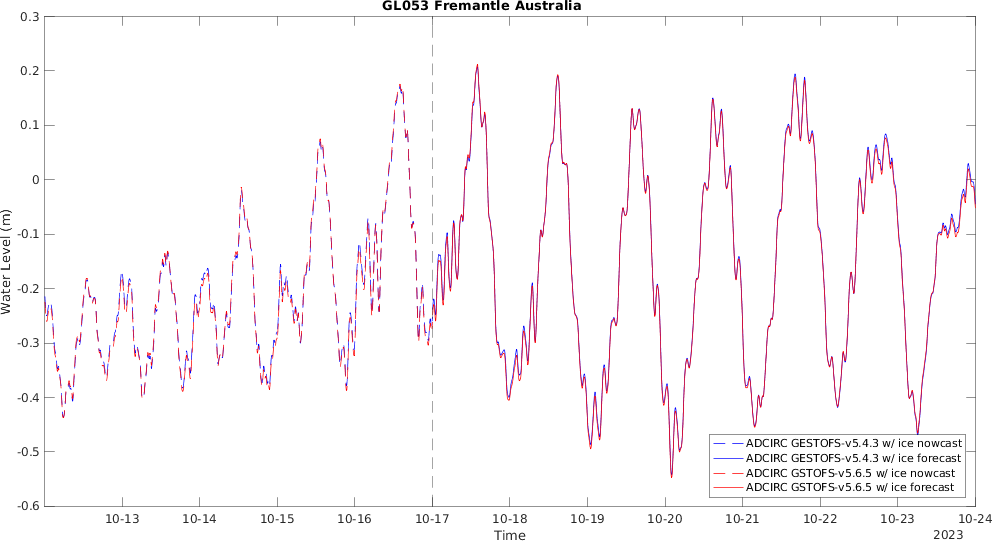 GL053 Fremantle Australia
0.3
0.2
0.1
0
-0.1
-0.2
-0.3
-0.4
-0.5
-0.6
Water Level (m)
ADCIRC GESTOFS-v5.4.3 w/ ice nowcast
ADCIRC GESTOFS-v5.4.3 w/ ice forecast
ADCIRC GSTOFS-v5.6.5 w/ ice nowcast
ADCIRC GSTOFS-v5.6.5 w/ ice forecast
10-13 10-14 10-15 10-16 10-17 10-18 10-19 10-20 10-21 10-22 10-23 10-24
Time
2023